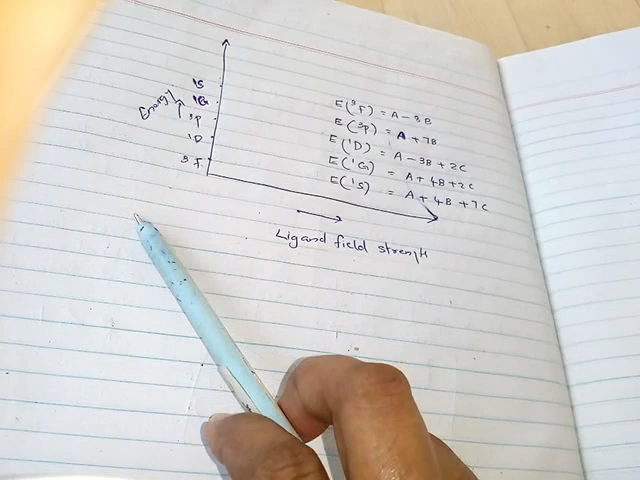 ¹S
¹G
³P
¹D
³F
Energy
E(³F) = A - 8B
E(³P) = A + 7B
E(¹D) = A - 3B + 2C
E(¹G) = A + 4B + 2C
E(¹S) = A + 4B + 7C
Ligand field strength